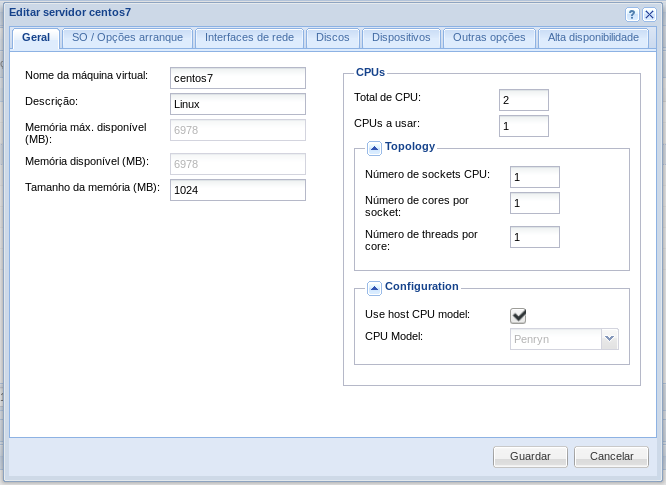 Editar servidor centos7
Geral
SO / Opções arranque
Interfaces de rede
Discos
Dispositivos
Outras opções
Alta disponibilidade
Nome da máquina virtual:
centos7
Descrição:
Linux
Memória máx. disponível
(MB):
6978
Memória disponível (MB):
6978
Tamanho da memória (MB):
1024
CPUs
Total de CPU:
2
CPUs a usar:
1
Topology
Número de sockets CPU:
1
Número de cores por
socket:
1
Número de threads por
core:
1
Configuration
Use host CPU model:
CPU Model:
Penryn
Guardar
Cancelar